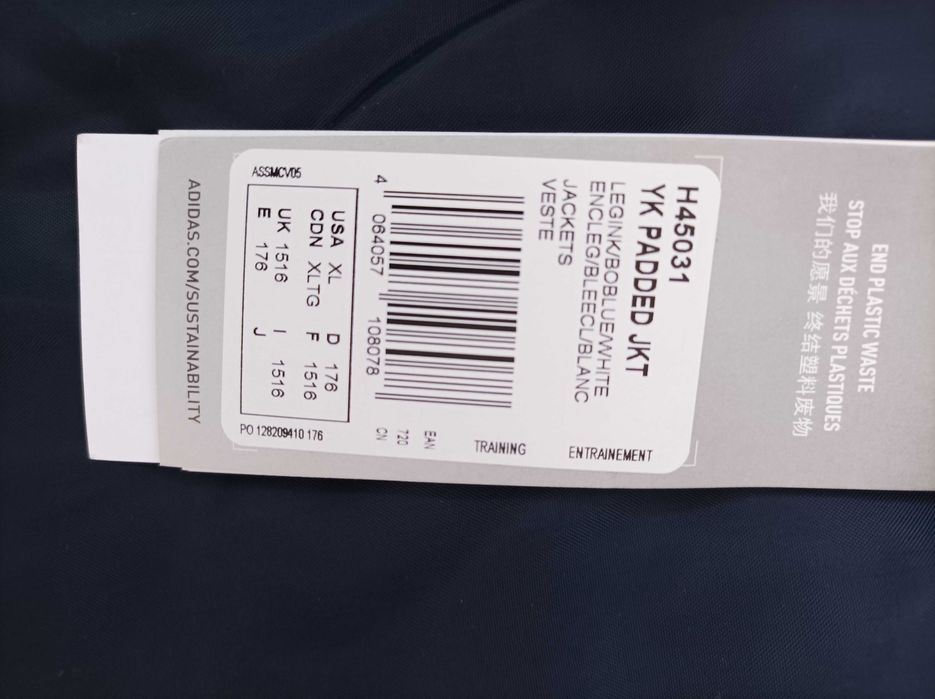 END PLASTIC WASTE
STOP AUX DÉCHETS PLASTIQUES
我们的愿景 终结塑料废物
H45031
YK PADDED JKT
LEGINK/BOBLUE/WHITE
ENCLEG/BLEECL/BLANC
JACKETS
VESTE
TRAINING
ENTRAINEMENT
4 064057 108078
EAN
720
CN
ASSMCV05
USA XL D 176
CDN XLTG F 1516
UK 1516 I 1516
E 176 J
PO 128209410 176
ADIDAS.COM/SUSTAINABILITY